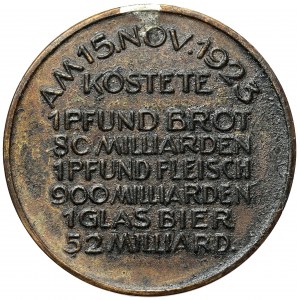 AM 15. NOV. 1923
KOSTETE
1 PFUND BROT
80 MILLIARDEN
1 PFUND FLEISCH
900 MILLIARDEN
1 GLAS BIER
52 MILLIARD.